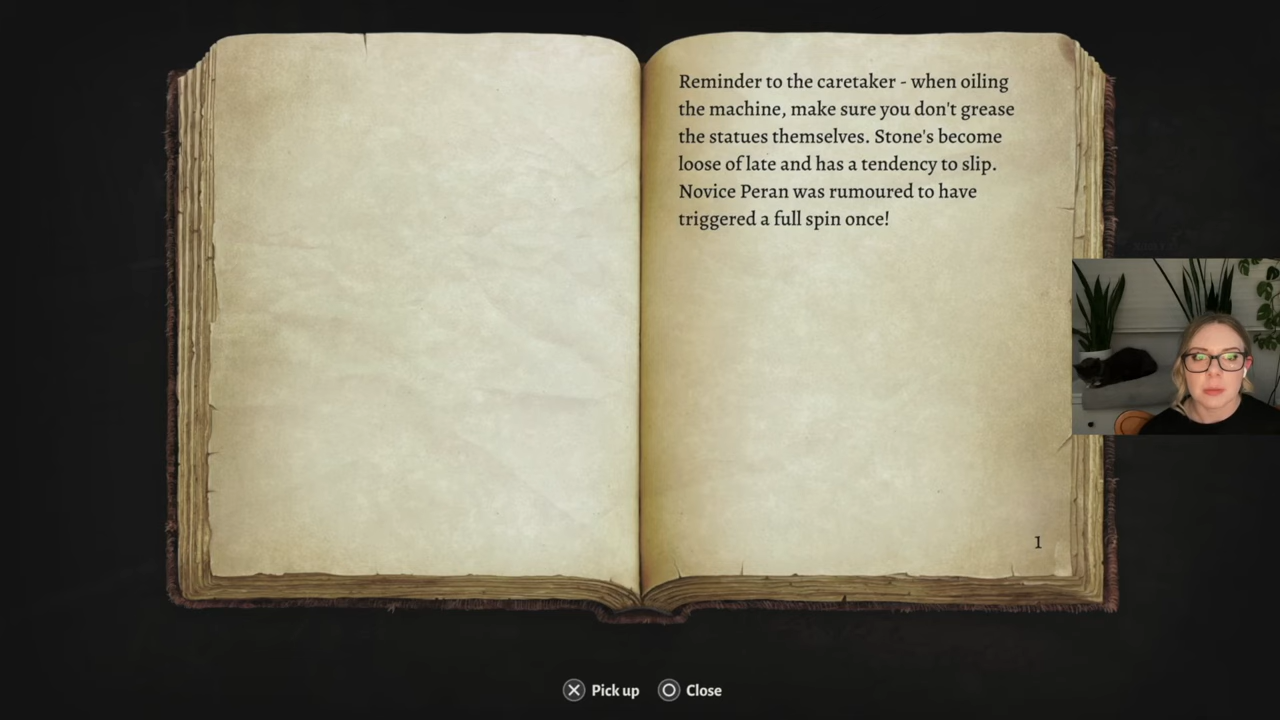 Reminder to the caretaker - when oiling
the machine, make sure you don't grease
the statues themselves. Stone's become
loose of late and has a tendency to slip.
Novice Peran was rumoured to have
triggered a full spin once!
1
Pick up
Close